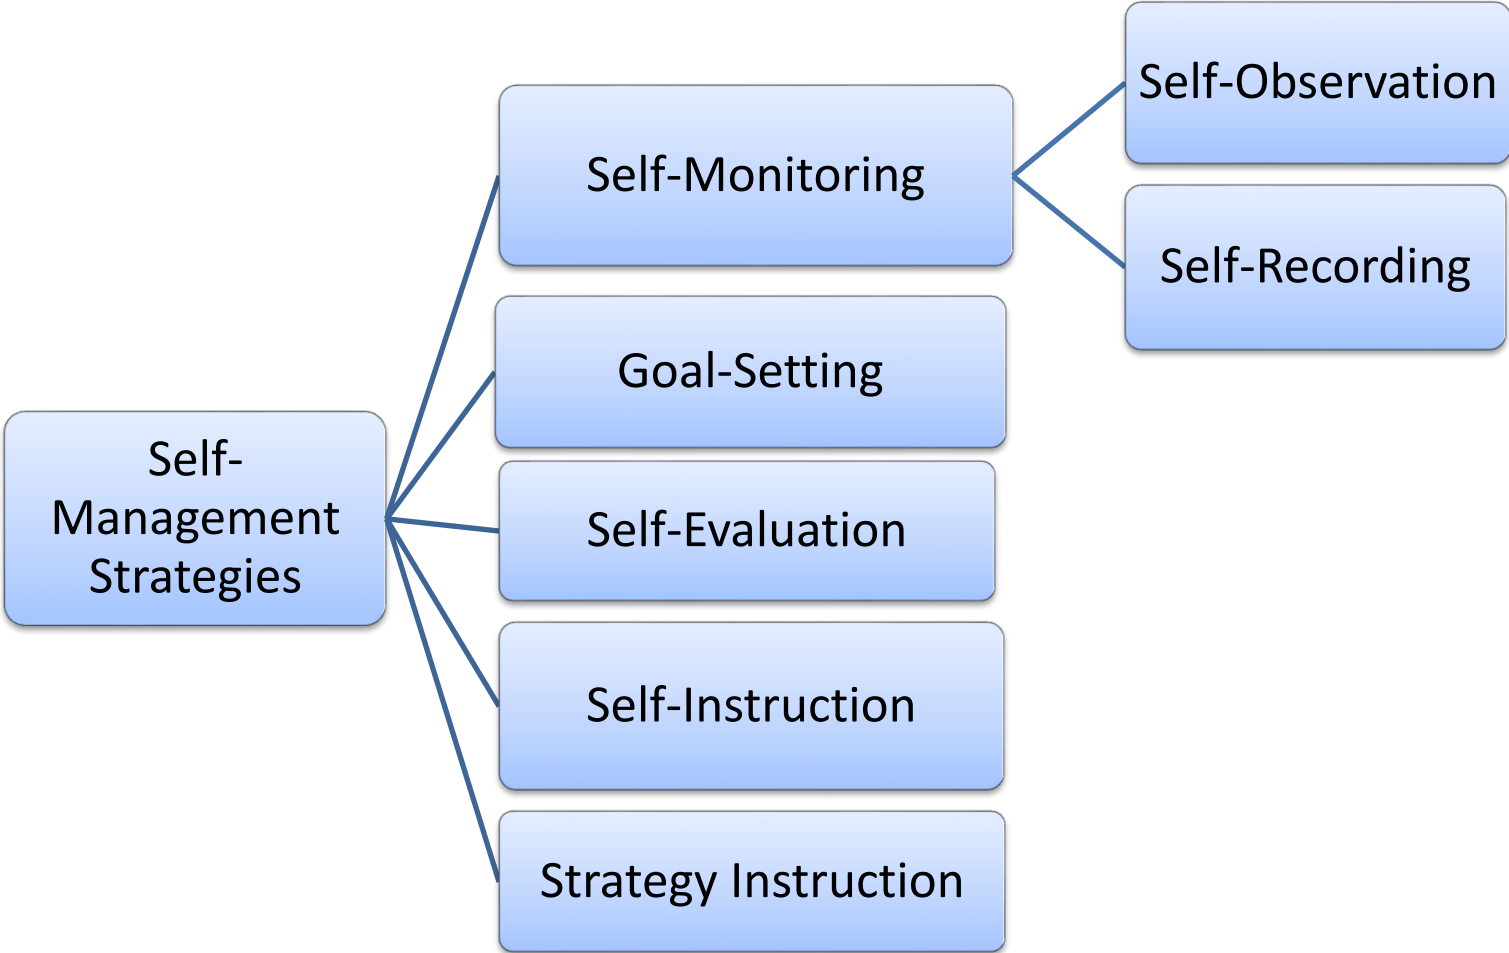 Self-
Management
Strategies
Self-Monitoring
Self-Observation
Self-Recording
Goal-Setting
Self-Evaluation
Self-Instruction
Strategy Instruction